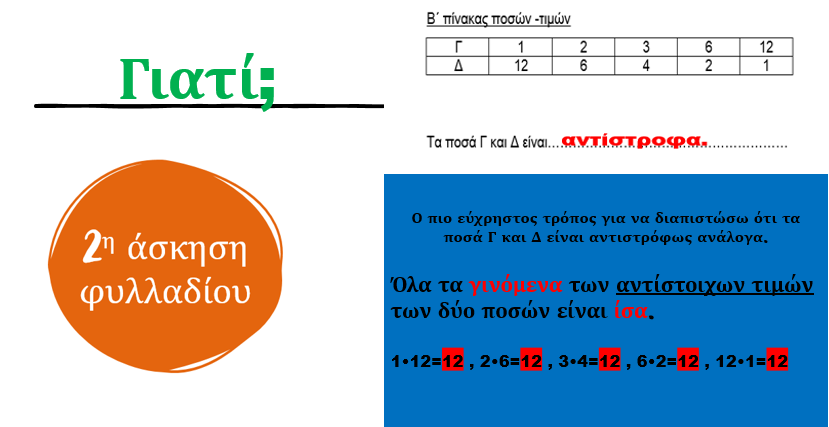 Γιατί;
2η άσκηση
φυλλαδίου
Β΄ πίνακας ποσών -τιμών
Γ 1 2 3 6 12
Δ 12 6 4 2 1
Τα ποσά Γ και Δ είναι...αντίστροφα...................
Ο πιο εύχρηστος τρόπος για να διαπιστώσω ότι τα
ποσά Γ και Δ είναι αντιστρόφως ανάλογα.
Όλα τα γινόμενα των αντίστοιχων τιμών
των δύο ποσών είναι ίσα.
1•12=12 , 2•6=12 , 3•4=12 , 6•2=12 , 12•1=12